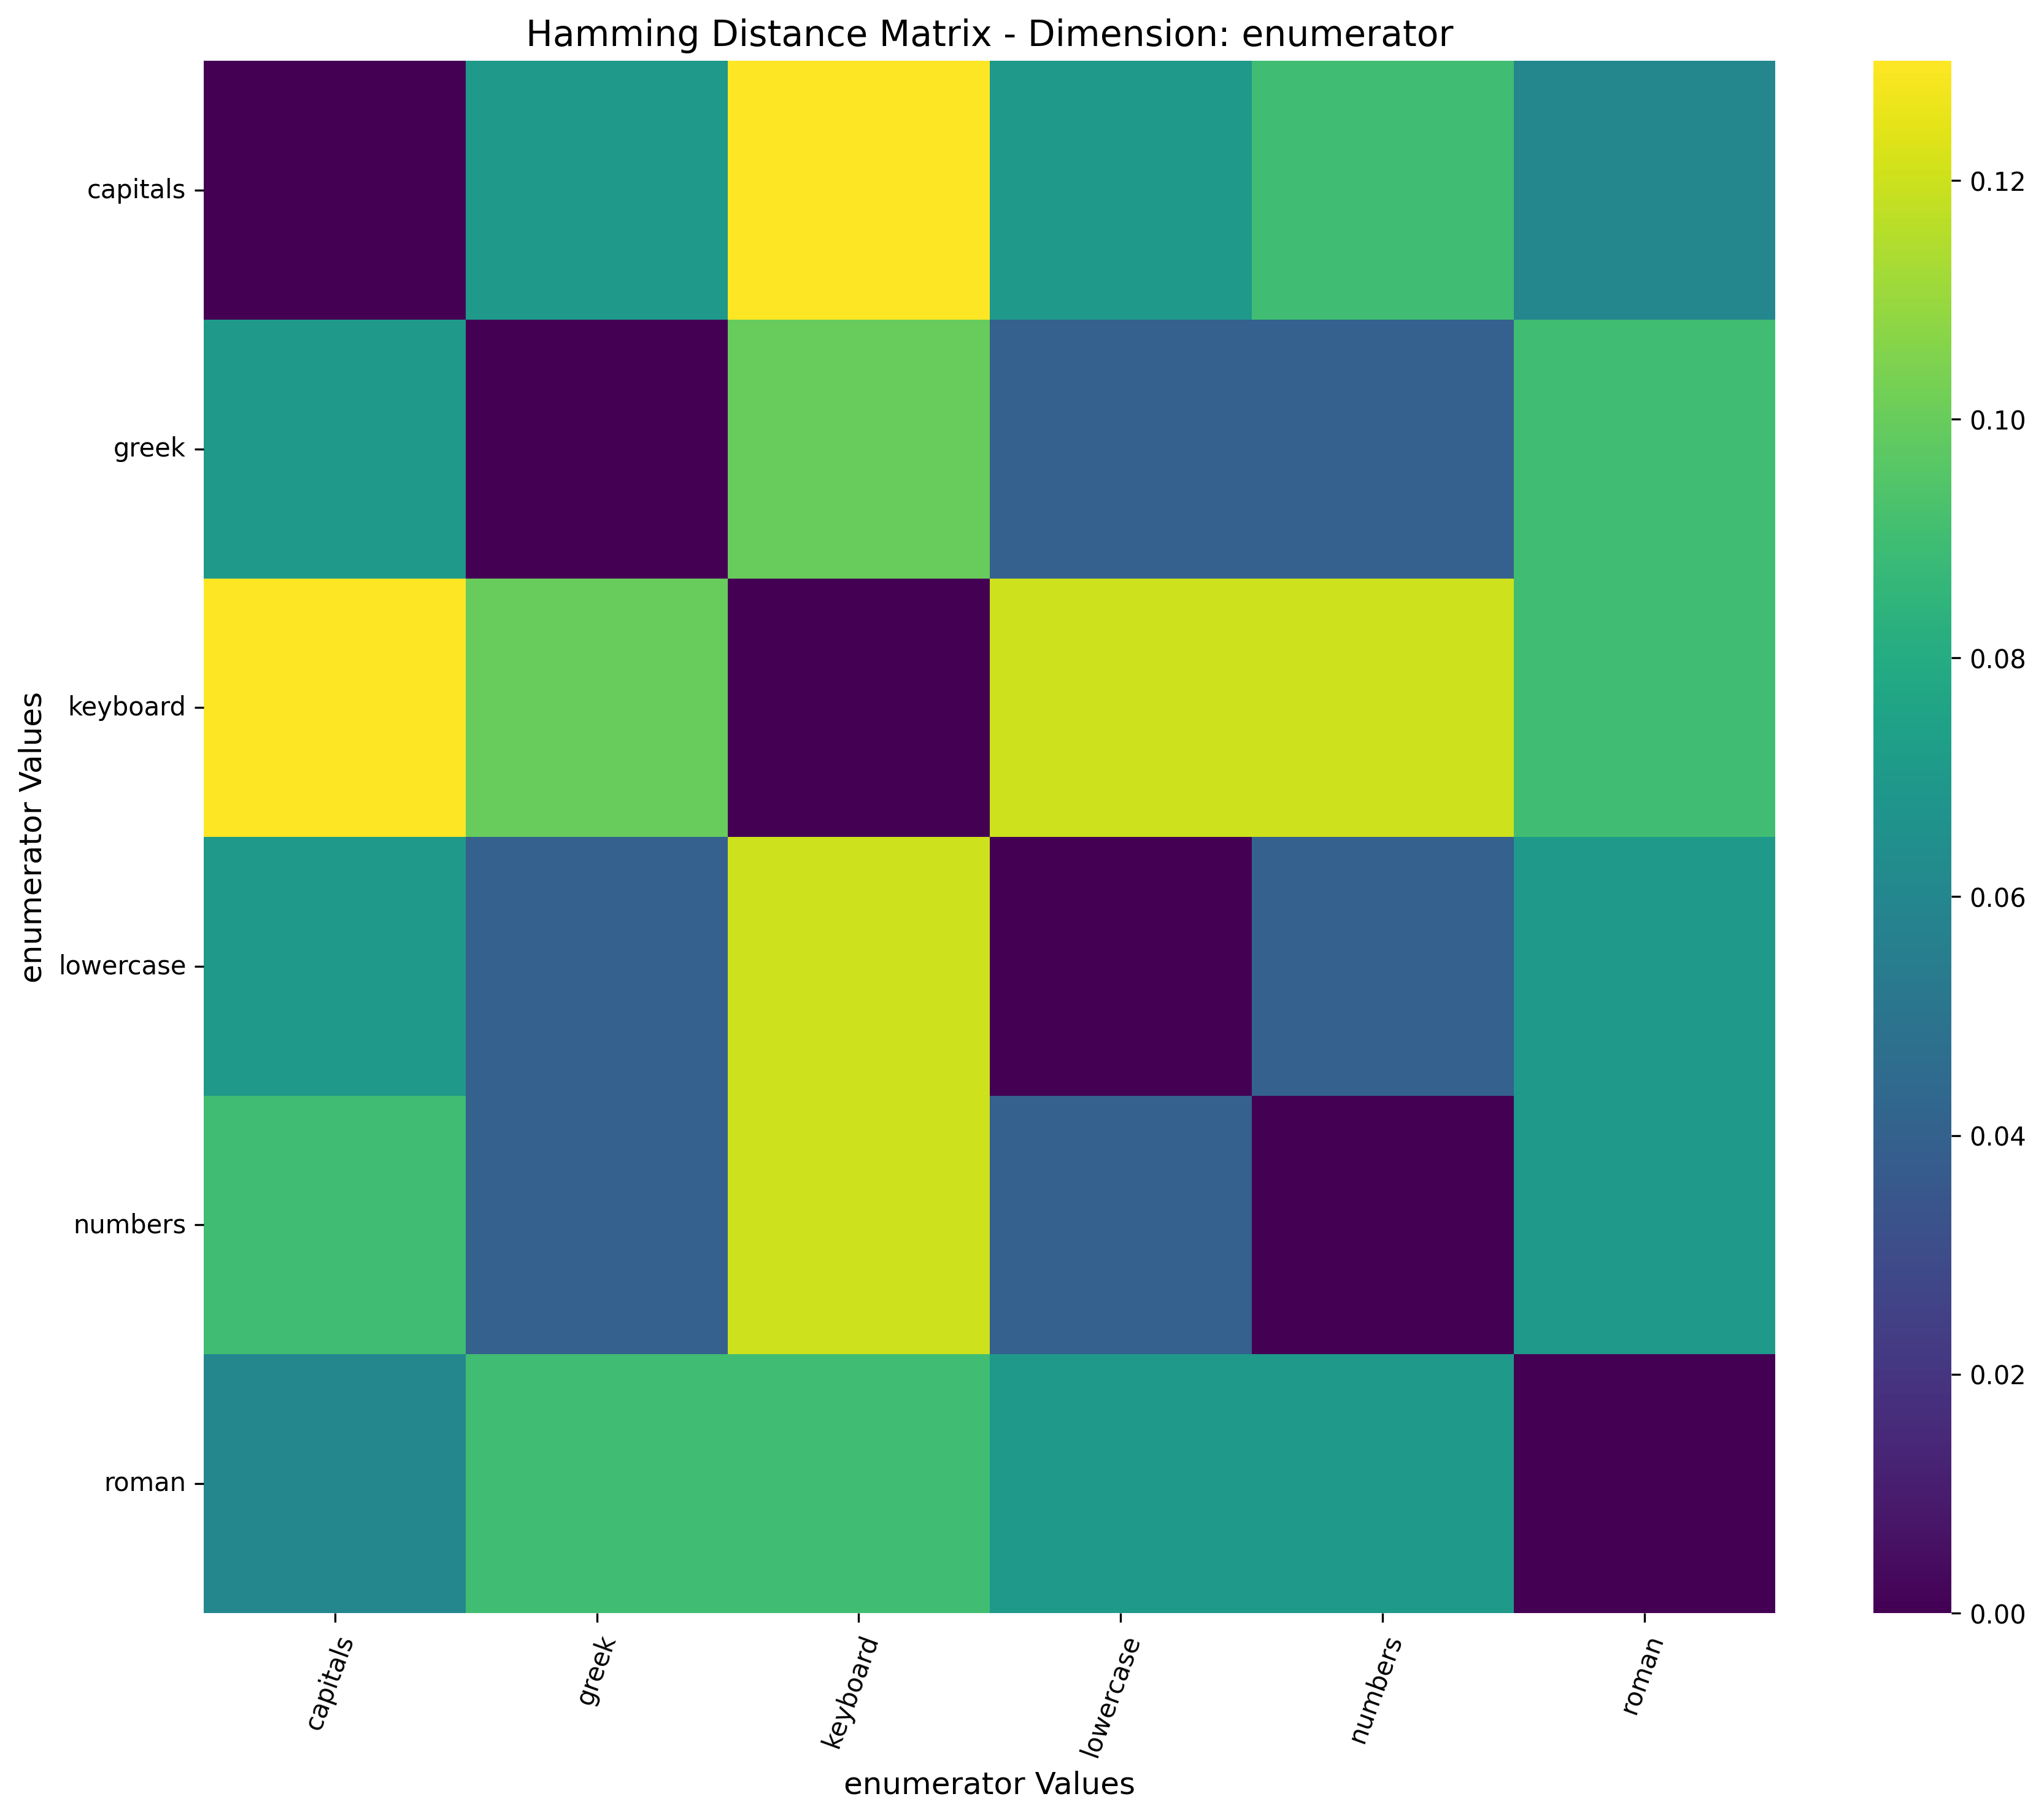 Hamming Distance Matrix - Dimension: enumerator
enumerator Values
capitals
greek
keyboard
lowercase
numbers
roman
capitals
greek
keyboard
lowercase
numbers
roman
enumerator Values
0.12
0.10
0.08
0.06
0.04
0.02
0.00